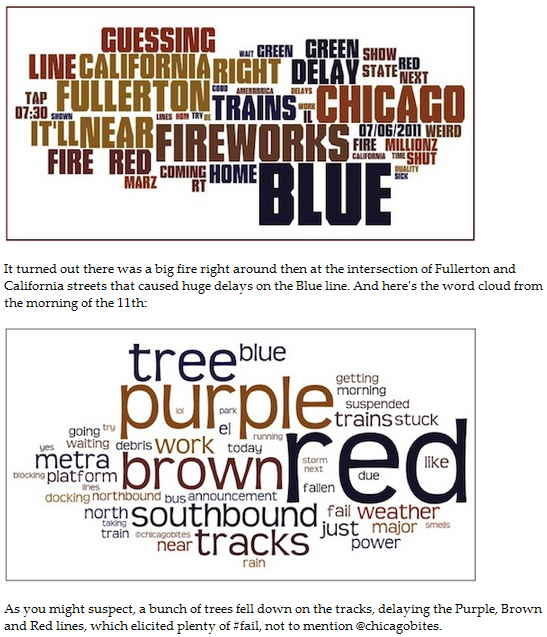 GUESSING
WAIT GREEN GREEN SHOW
LINE CALIFORNIA RIGHT DELAY STATE RED NEXT
TAP FULLERTON GOOD AMERRRRICA DELAYS
07:30 SHOWN LINES HOM TRY DE TRAINS WORK IL CHICAGO
IT'LL NEAR FIREWORKS 07/06/2011 WEIRD
FIRE MILLIONZ
FIRE RED CALIFORNIA TIME SHUT
MARZ COMING RT HOME BLUE QUALITY SICK
It turned out there was a big fire right around then at the intersection of Fullerton and
California streets that caused huge delays on the Blue line. And here's the word cloud from
the morning of the 11th:
tree blue
purple getting
morning
lol park suspended
going try el trains stuck
yes waiting debris work today running red
metra brown storm next due like
blocking platform lines fallen
docking northbound bus announcement
north southbound fail weather
taking just major smells
train @chicagobites near tracks power
rain
As you might suspect, a bunch of trees fell down on the tracks, delaying the Purple, Brown
and Red lines, which elicited plenty of #fail, not to mention @chicagobites.